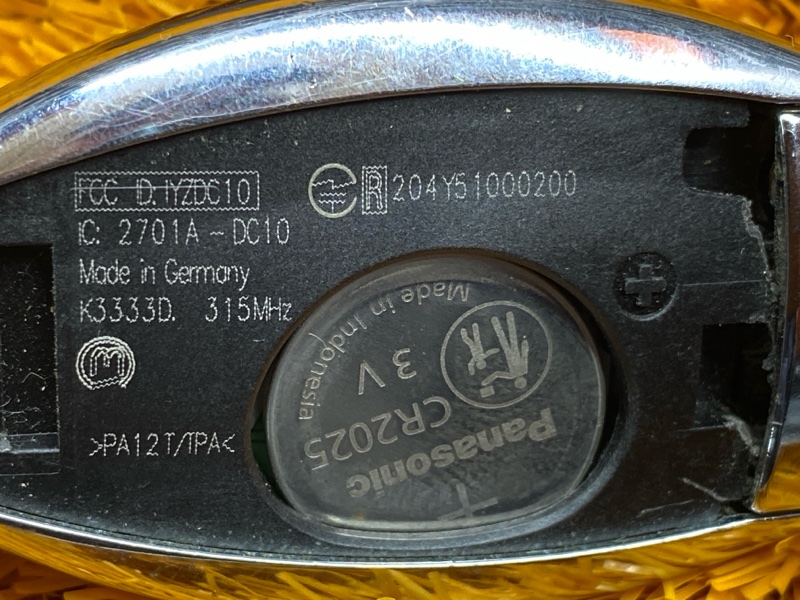 FCC ID:IYZDC10
IC: 2701A-DC10
Made in Germany
K3333D. 315MHz
M
>PA12T/TPA<
R 204Y51000200
+
Made in Indonesia
3 V
CR2025
Panasonic
+